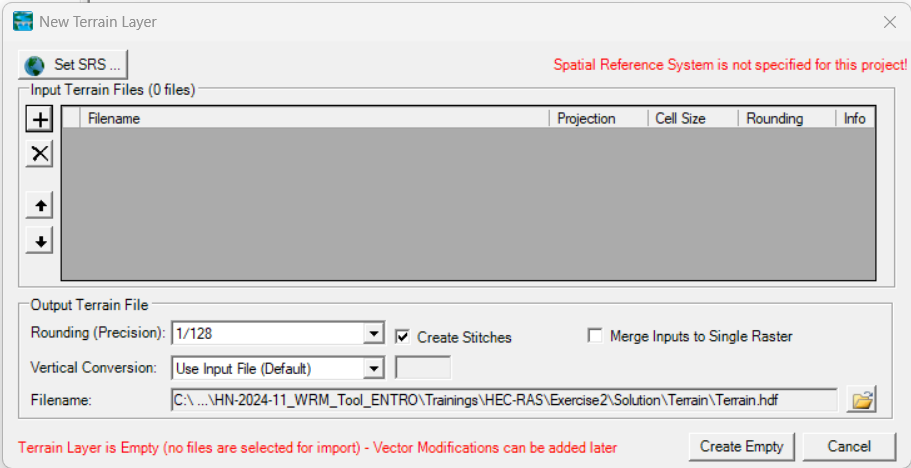 New Terrain Layer
Set SRS ...
Spatial Reference System is not specified for this project!
Input Terrain Files (0 files)
Filename Projection Cell Size Rounding Info
Output Terrain File
Rounding (Precision): 1/128 Create Stitches Merge Inputs to Single Raster
Vertical Conversion: Use Input File (Default)
Filename: C:\ ...\HN-2024-11_WRM_Tool_ENTRO\Trainings\HEC-RAS\Exercise2\Solution\Terrain\Terrain.hdf
Terrain Layer is Empty (no files are selected for import) - Vector Modifications can be added later
Create Empty Cancel